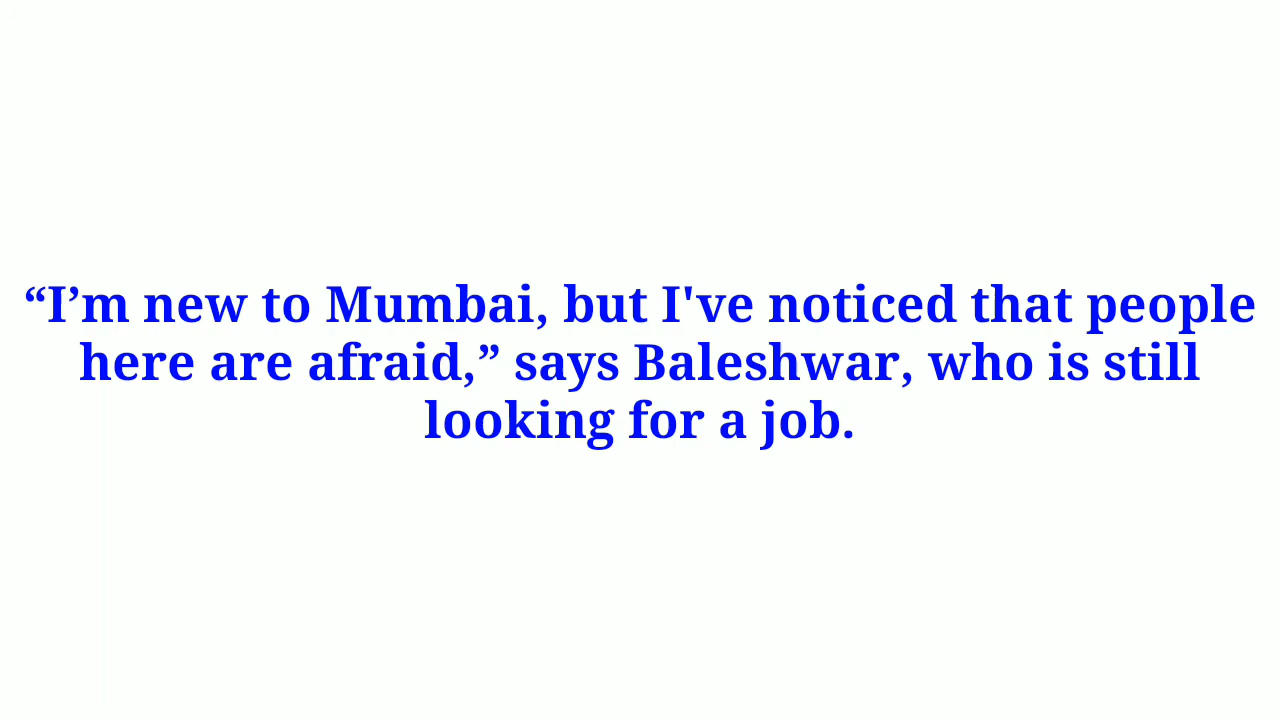 “I’m new to Mumbai, but I've noticed that people
here are afraid,” says Baleshwar, who is still
looking for a job.